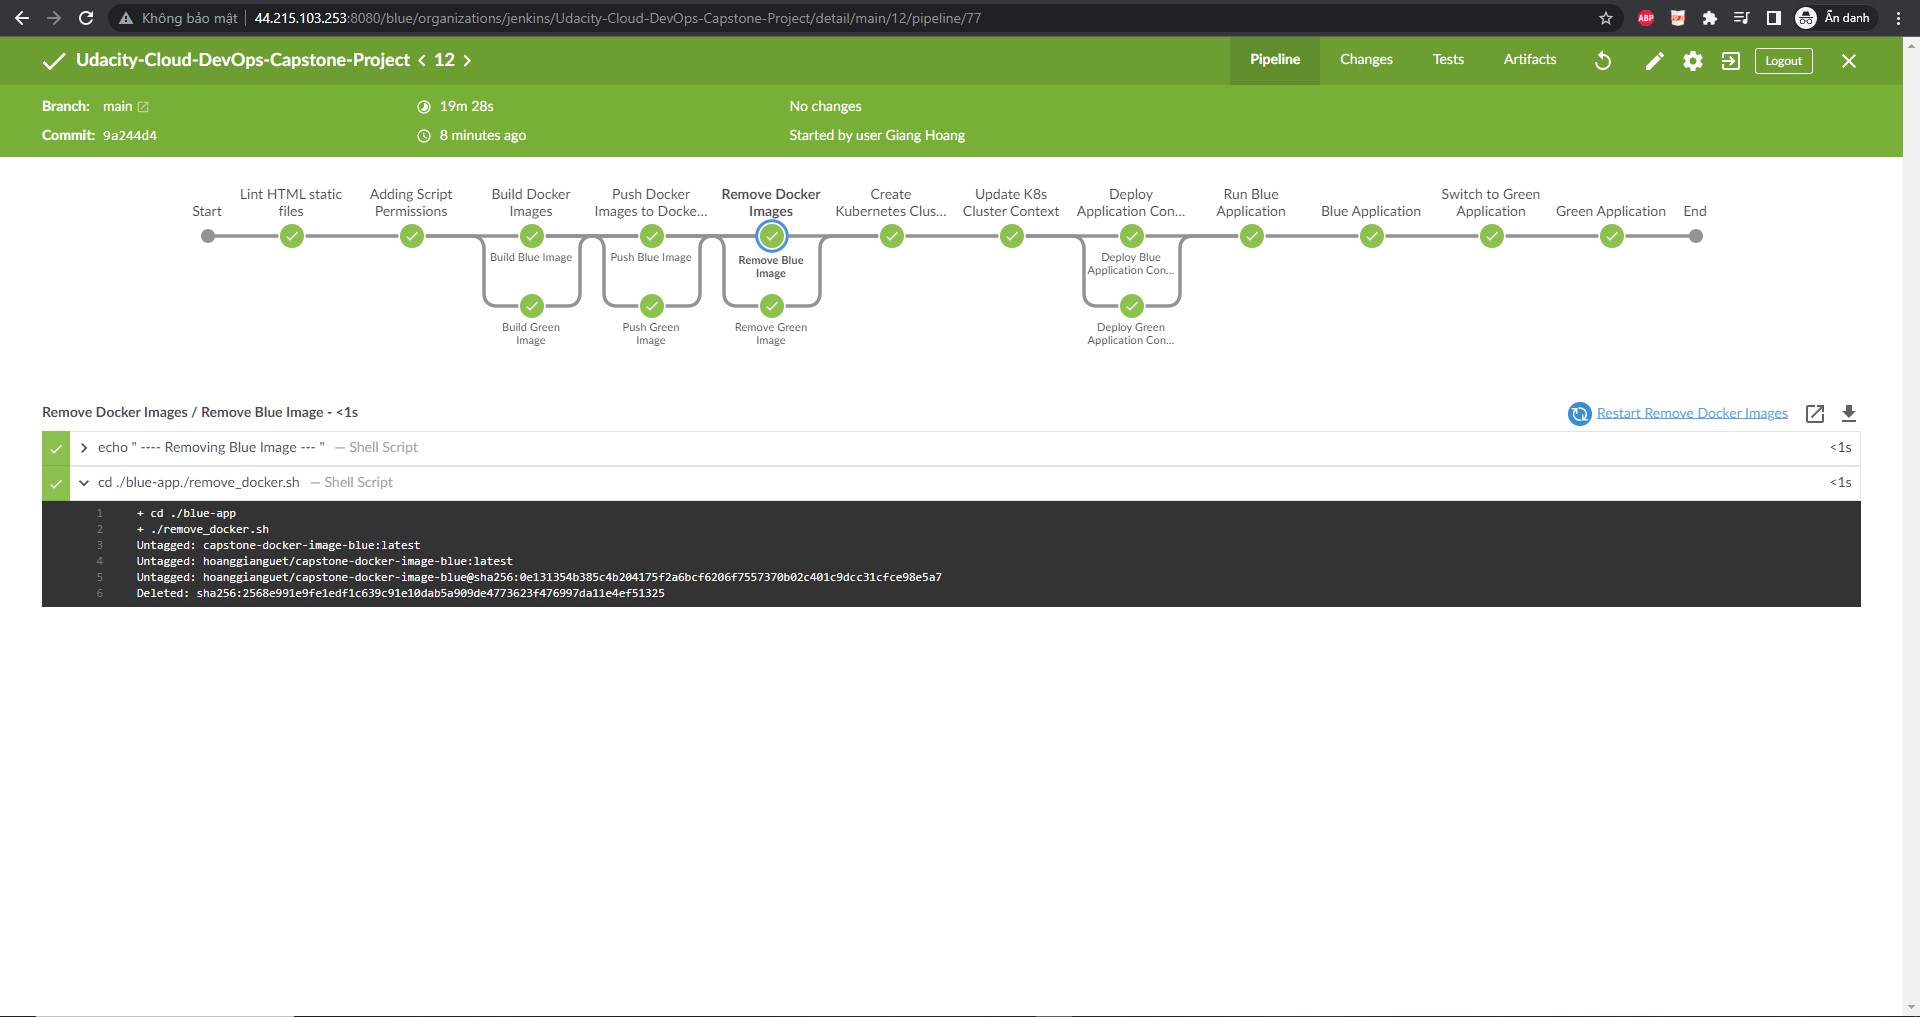 Không bảo mật
44.215.103.253:8080/blue/organizations/jenkins/Udacity-Cloud-DevOps-Capstone-Project/detail/main/12/pipeline/77
ABP
Ẩn danh
Udacity-Cloud-DevOps-Capstone-Project < 12 >
Pipeline
Changes
Tests
Artifacts
Logout
Branch: main
19m 28s
No changes
Commit: 9a244d4
8 minutes ago
Started by user Giang Hoang
Start
Lint HTML static
files
Adding Script
Permissions
Build Docker
Images
Push Docker
Images to Docke...
Remove Docker
Images
Create
Kubernetes Clus...
Update K8s
Cluster Context
Deploy
Application Con...
Run Blue
Application
Blue Application
Switch to Green
Application
Green Application
End
Build Blue Image
Push Blue Image
Remove Blue
Image
Deploy Blue
Application Con...
Build Green
Image
Push Green
Image
Remove Green
Image
Deploy Green
Application Con...
Remove Docker Images / Remove Blue Image - <1s
Restart Remove Docker Images
echo " ---- Removing Blue Image --- " — Shell Script
<1s
cd ./blue-app./remove_docker.sh — Shell Script
<1s
1 + cd ./blue-app
2 + ./remove_docker.sh
3 Untagged: capstone-docker-image-blue:latest
4 Untagged: hoanggianguet/capstone-docker-image-blue:latest
5 Untagged: hoanggianguet/capstone-docker-image-blue@sha256:0e131354b385c4b204175f2a6bcf6206f7557370b02c401c9dcc31cfce98e5a7
6 Deleted: sha256:2568e991e9fe1edf1c639c91e10dab5a909de4773623f476997da11e4ef51325